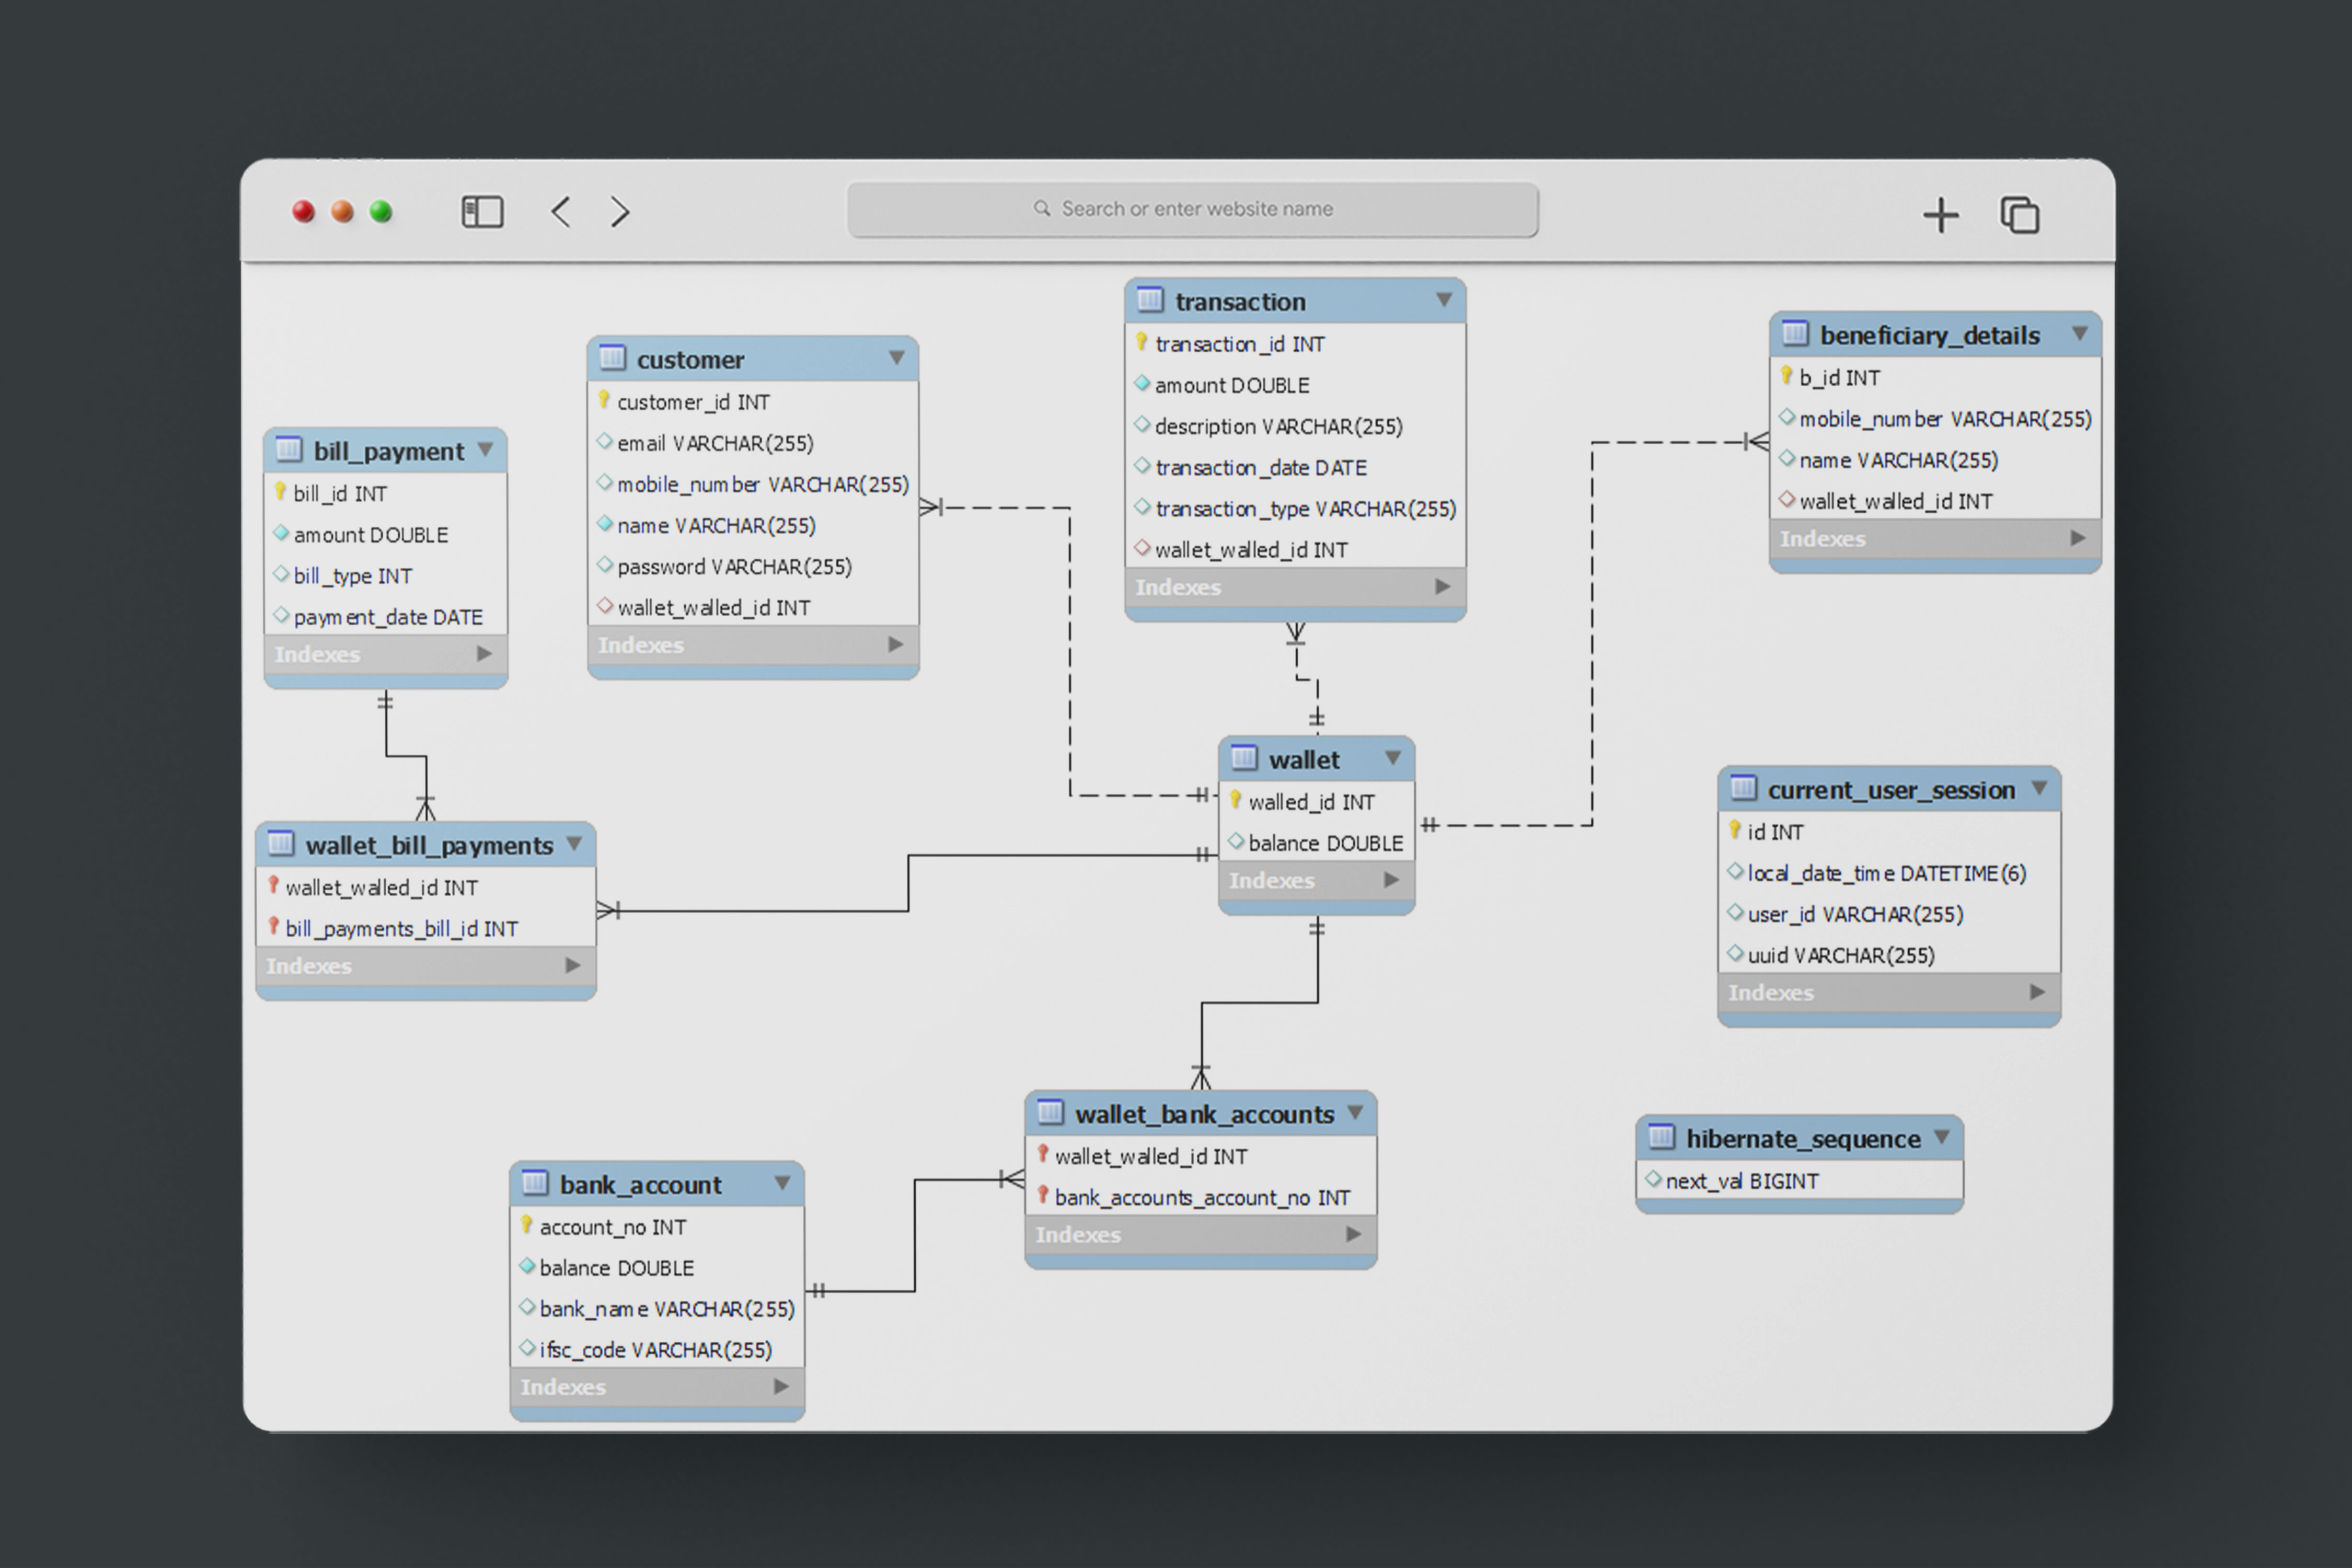 Search or enter website name
transaction
transaction_id INT
amount DOUBLE
description VARCHAR(255)
transaction_date DATE
transaction_type VARCHAR(255)
wallet_walled_id INT
Indexes
beneficiary_details
b_id INT
mobile_number VARCHAR(255)
name VARCHAR(255)
wallet_walled_id INT
Indexes
customer
customer_id INT
email VARCHAR(255)
mobile_number VARCHAR(255)
name VARCHAR(255)
password VARCHAR(255)
wallet_walled_id INT
Indexes
bill_payment
bill_id INT
amount DOUBLE
bill_type INT
payment_date DATE
Indexes
wallet
walled_id INT
balance DOUBLE
Indexes
current_user_session
id INT
local_date_time DATETIME(6)
user_id VARCHAR(255)
uuid VARCHAR(255)
Indexes
wallet_bill_payments
wallet_walled_id INT
bill_payments_bill_id INT
Indexes
wallet_bank_accounts
wallet_walled_id INT
bank_accounts_account_no INT
Indexes
hibernate_sequence
next_val BIGINT
bank_account
account_no INT
balance DOUBLE
bank_name VARCHAR(255)
ifsc_code VARCHAR(255)
Indexes